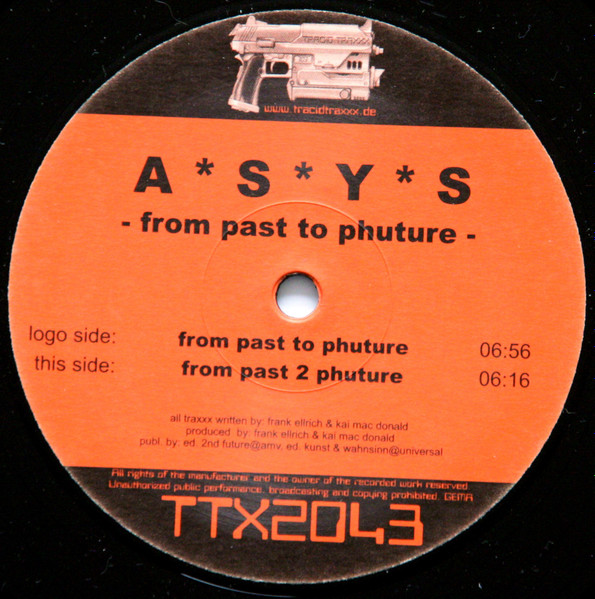 TRACID TRAXXX
www.tracidtraxxx.de
A * S * Y * S
- from past to phuture -
logo side: from past to phuture 06:56
this side: from past 2 phuture 06:16
all traxxx written by: frank ellrich & kai mac donald
produced by: frank ellrich & kai mac donald
publ. by: ed. 2nd future@amv, ed. kunst & wahnsion@universal
All rights of the manufacturer and the owner of the recorded work reserved.
Unauthorized public performance, broadcasting and copying prohibited. GEMA
TTX2043